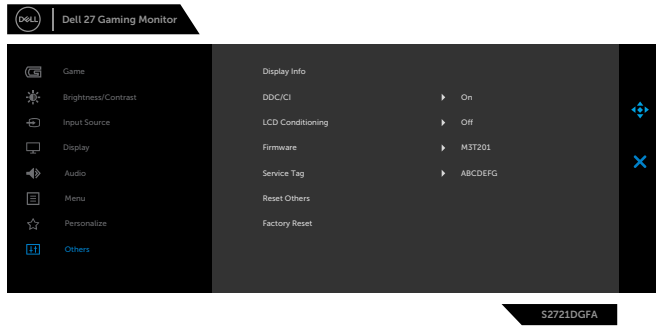 DELL
Dell 27 Gaming Monitor
Game
Display Info
Brightness/Contrast
DDC/CI
On
Input Source
LCD Conditioning
Off
Display
Firmware
M3T201
Audio
Service Tag
ABCDEFG
Menu
Reset Others
Personalize
Factory Reset
Others
S2721DGFA